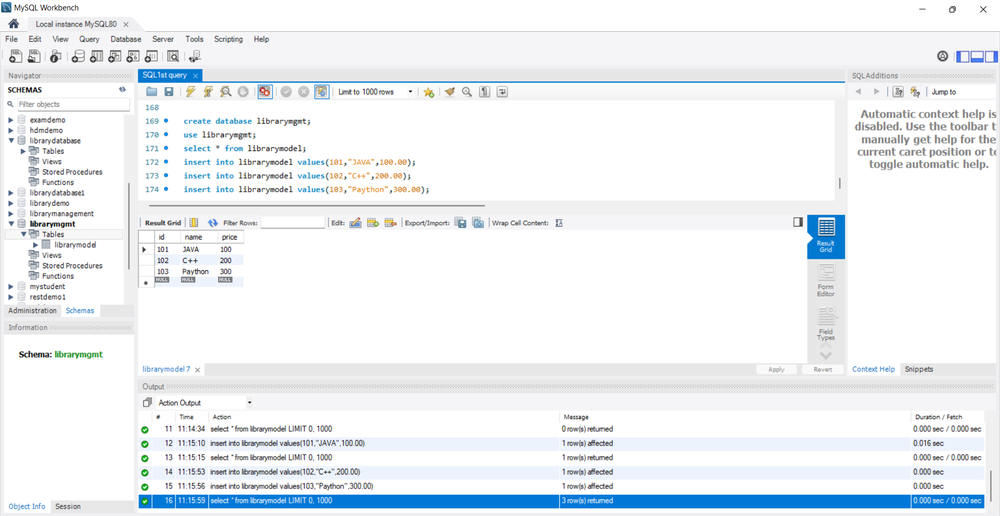 MySQL Workbench
Local instance MySQL80
File Edit View Query Database Server Tools Scripting Help
Navigator
SCHEMAS
Filter objects
examdemo
hdmdemo
librarydatabase
Tables
Views
Stored Procedures
Functions
librarydatabase1
librarydemo
librarymanagement
librarymgmt
Tables
librarymodel
Views
Stored Procedures
Functions
mystudent
restdemo1
Administration Schemas
Information
Schema: librarymgmt
Object Info Session
SQL1st query
Limit to 1000 rows
168
169 create database librarymgmt;
170 use librarymgmt;
171 select * from librarymodel;
172 insert into librarymodel values(101,"JAVA",100.00);
173 insert into librarymodel values(102,"C++",200.00);
174 insert into librarymodel values(103,"Paython",300.00);
Result Grid Filter Rows: Edit: Export/Import: Wrap Cell Content:
id name price
101 JAVA 100
102 C++ 200
103 Paython 300
NULL NULL NULL
Result
Grid
Form
Editor
Field
Types
librarymodel 7
Apply Revert
SQLAdditions
Jump to
Automatic context help is
disabled. Use the toolbar t
manually get help for the
current caret position or to
toggle automatic help.
Context Help Snippets
Output
Action Output
# Time Action Message Duration / Fetch
11 11:14:34 select * from librarymodel LIMIT 0, 1000 0 row(s) returned 0.000 sec / 0.000 sec
12 11:15:10 insert into librarymodel values(101,"JAVA",100.00) 1 row(s) affected 0.016 sec
13 11:15:15 select * from librarymodel LIMIT 0, 1000 1 row(s) returned 0.000 sec / 0.000 sec
14 11:15:53 insert into librarymodel values(102,"C++",200.00) 1 row(s) affected 0.000 sec
15 11:15:56 insert into librarymodel values(103,"Paython",300.00) 1 row(s) affected 0.000 sec
16 11:15:59 select * from librarymodel LIMIT 0, 1000 3 row(s) returned 0.000 sec / 0.000 sec